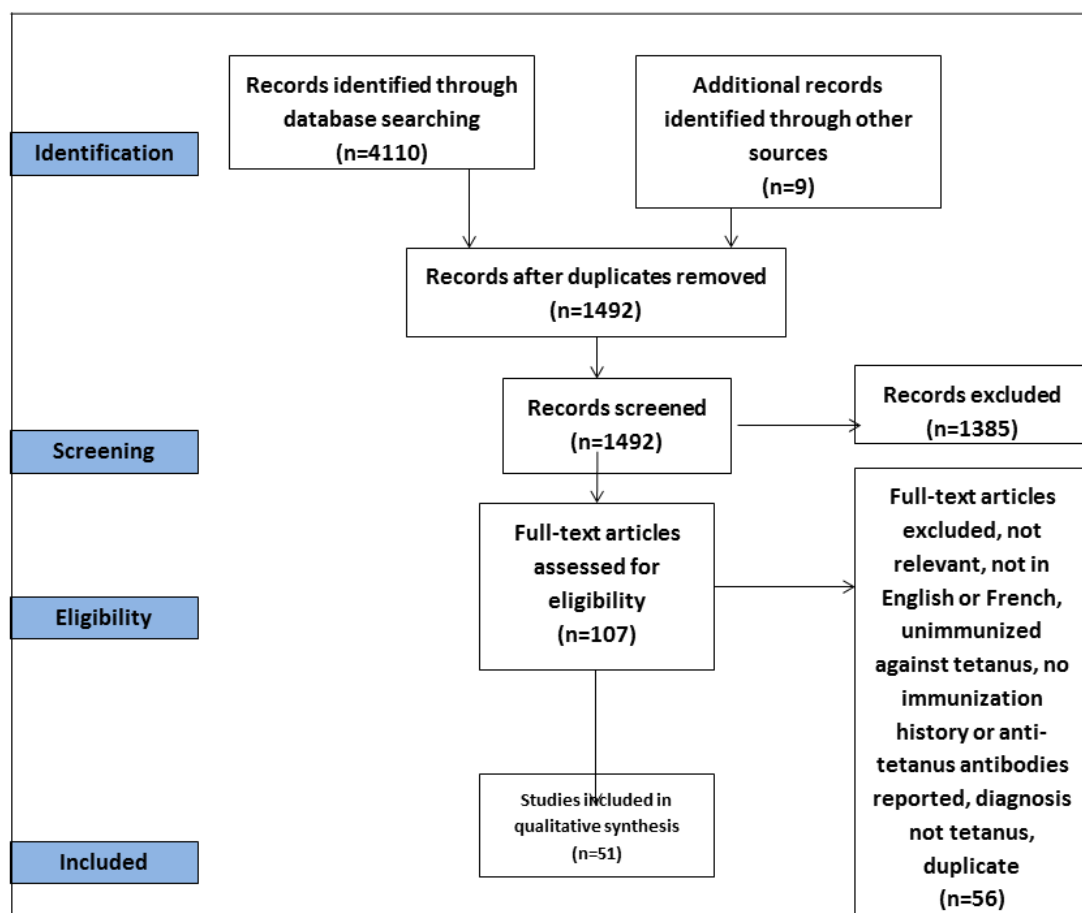 Records identified through
database searching
(n=4110)
Additional records
identified through other
sources
(n=9)
Identification
Records after duplicates removed
(n=1492)
Records screened
(n=1492)
Records excluded
(n=1385)
Screening
Full-text articles
assessed for
eligibility
(n=107)
Full-text articles
excluded, not
relevant, not in
English or French,
unimmunized
against tetanus, no
immunization
history or anti-
tetanus antibodies
reported, diagnosis
not tetanus,
duplicate
(n=56)
Eligibility
Studies included in
qualitative synthesis
(n=51)
Included